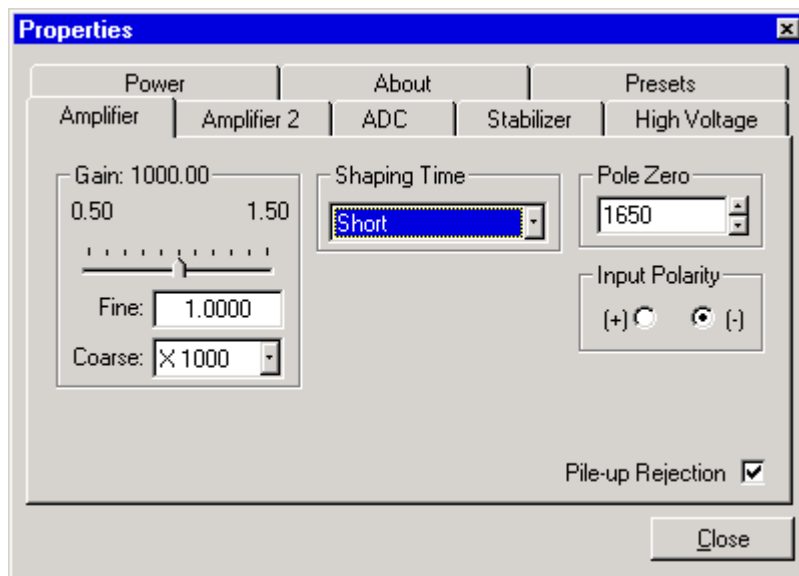 Properties
Power About Presets
Amplifier Amplifier 2 ADC Stabilizer High Voltage
Gain: 1000.00
0.50 1.50
Fine: 1.0000
Coarse: X 1000
Shaping Time
Short
Pole Zero
1650
Input Polarity
(+) (-)
Pile-up Rejection
Close